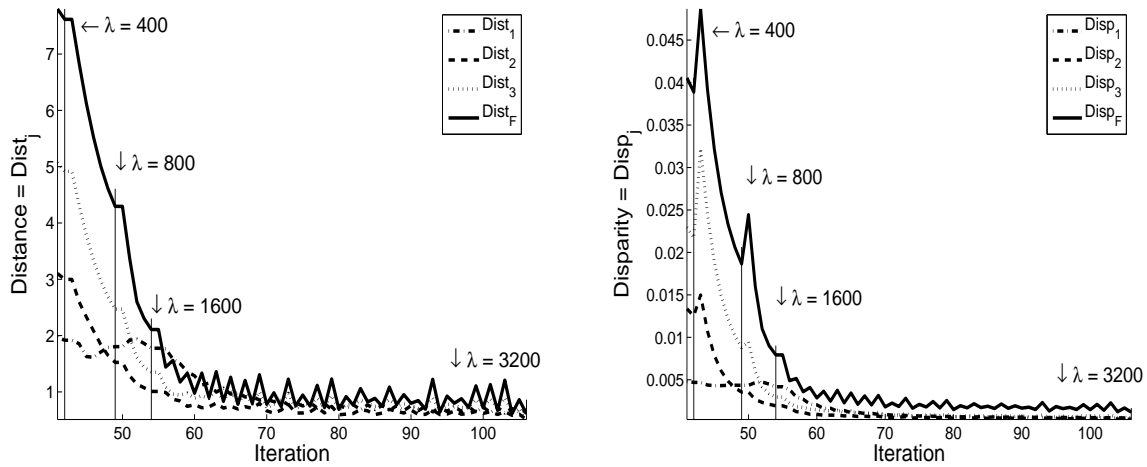 7
6
5
4
3
2
1
50
60
70
80
90
100
Iteration
Distance = Dist_j
← λ = 400
↓ λ = 800
↓ λ = 1600
↓ λ = 3200
Dist_1
Dist_2
Dist_3
Dist_F
0.045
0.04
0.035
0.03
0.025
0.02
0.015
0.01
0.005
50
60
70
80
90
100
Iteration
Disparity = Disp_j
← λ = 400
↓ λ = 800
↓ λ = 1600
↓ λ = 3200
Disp_1
Disp_2
Disp_3
Disp_F